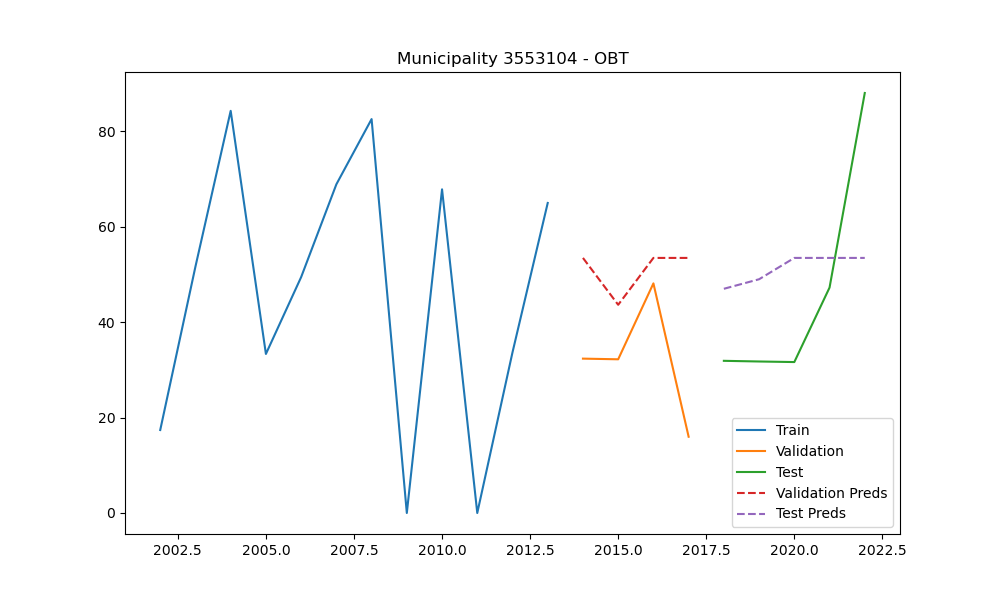 Municipality 3553104 - OBT
80
60
40
20
0
2002.5 2005.0 2007.5 2010.0 2012.5 2015.0 2017.5 2020.0 2022.5
Train
Validation
Test
Validation Preds
Test Preds